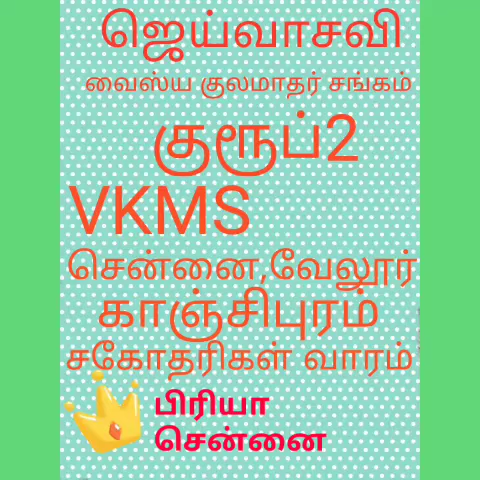 ஜெய்வாசவி
வைஸ்ய குலமாதர் சங்கம்
குரூப்2
VKMS
சென்னை,வேலூர்
காஞ்சிபுரம்
சகோதரிகள் வாரம்
பிரியா
சென்னை